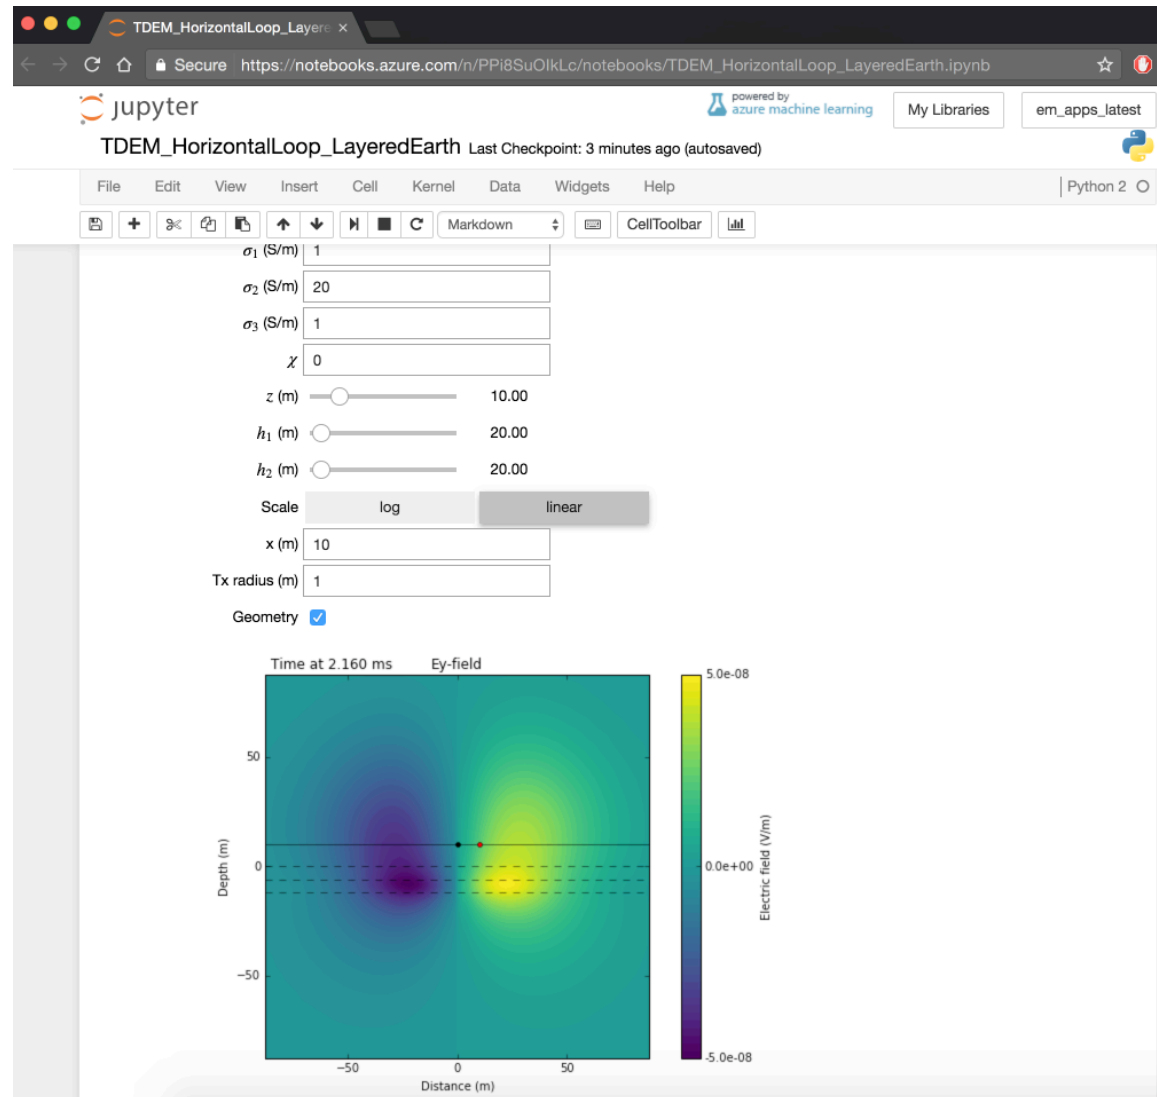 TDEM_HorizontalLoop_Layere
Secure https://notebooks.azure.com/n/PPi8SuOlkLc/notebooks/TDEM_HorizontalLoop_LayeredEarth.ipynb
jupyter
powered by
azure machine learning
My Libraries
em_apps_latest
TDEM_HorizontalLoop_LayeredEarth Last Checkpoint: 3 minutes ago (autosaved)
File Edit View Insert Cell Kernel Data Widgets Help Python 2
Markdown CellToolbar
σ1 (S/m) 1
σ2 (S/m) 20
σ3 (S/m) 1
χ 0
z (m) 10.00
h1 (m) 20.00
h2 (m) 20.00
Scale log linear
x (m) 10
Tx radius (m) 1
Geometry
Time at 2.160 ms Ey-field
5.0e-08
0.0e+00
-5.0e-08
Electric field (V/m)
50
0
−50
Depth (m)
−50 0 50
Distance (m)